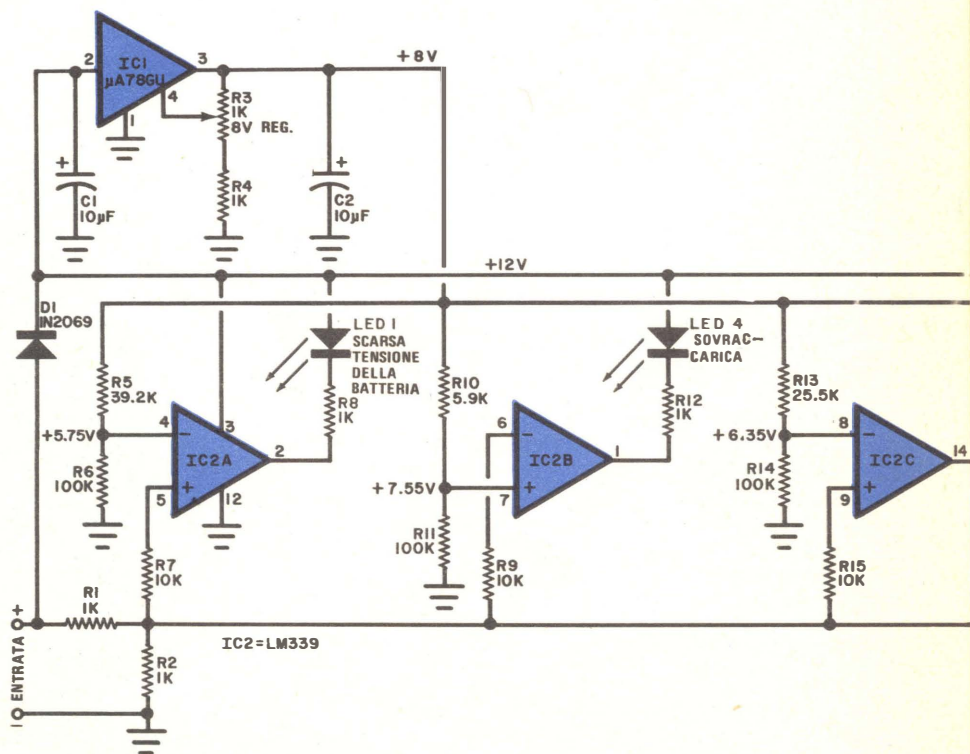 2
IC1
µA78GU
3
4
1
+8V
R3
1K
8V REG.
R4
1K
+
C1
10µF
+
C2
10µF
+12V
D1
IN2069
LED 1
SCARSA
TENSIONE
DELLA
BATTERIA
LED 4
SOVRAC-
CARICA
R5
39.2K
R8
1K
R10
5.9K
R12
1K
R13
25.5K
+5.75V
4
-
3
IC2A
2
+
5
12
R6
100K
6
-
IC2B
1
+7.55V
+
7
+6.35V
8
-
IC2C
14
+
9
R14
100K
R11
100K
R7
10K
R9
10K
R15
10K
R1
1K
+
ENTRATA
-
R2
1K
IC2=LM339